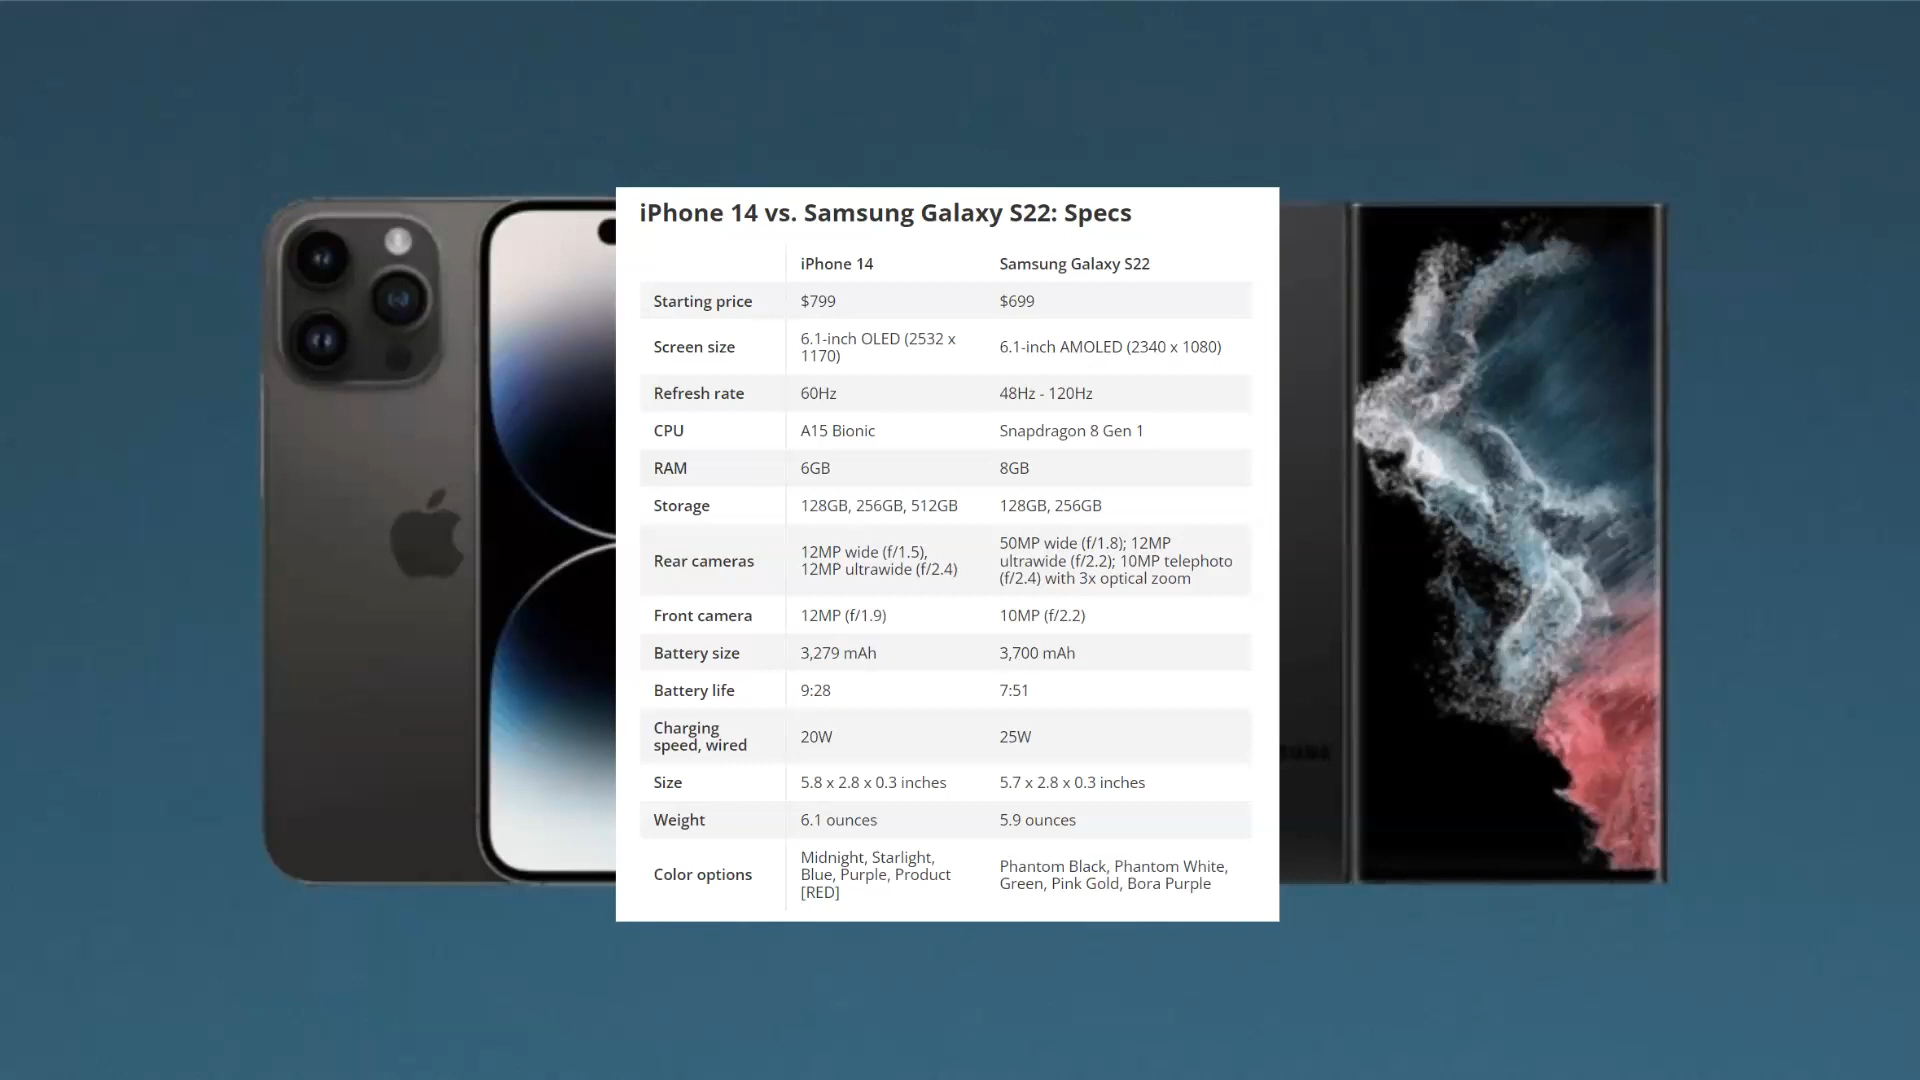 iPhone 14 vs. Samsung Galaxy S22: Specs
iPhone 14 Samsung Galaxy S22
Starting price $799 $699
Screen size 6.1-inch OLED (2532 x
1170) 6.1-inch AMOLED (2340 x 1080)
Refresh rate 60Hz 48Hz - 120Hz
CPU A15 Bionic Snapdragon 8 Gen 1
RAM 6GB 8GB
Storage 128GB, 256GB, 512GB 128GB, 256GB
Rear cameras 12MP wide (f/1.5),
12MP ultrawide (f/2.4) 50MP wide (f/1.8); 12MP
ultrawide (f/2.2); 10MP telephoto
(f/2.4) with 3x optical zoom
Front camera 12MP (f/1.9) 10MP (f/2.2)
Battery size 3,279 mAh 3,700 mAh
Battery life 9:28 7:51
Charging
speed, wired 20W 25W
Size 5.8 x 2.8 x 0.3 inches 5.7 x 2.8 x 0.3 inches
Weight 6.1 ounces 5.9 ounces
Color options Midnight, Starlight,
Blue, Purple, Product
[RED] Phantom Black, Phantom White,
Green, Pink Gold, Bora Purple